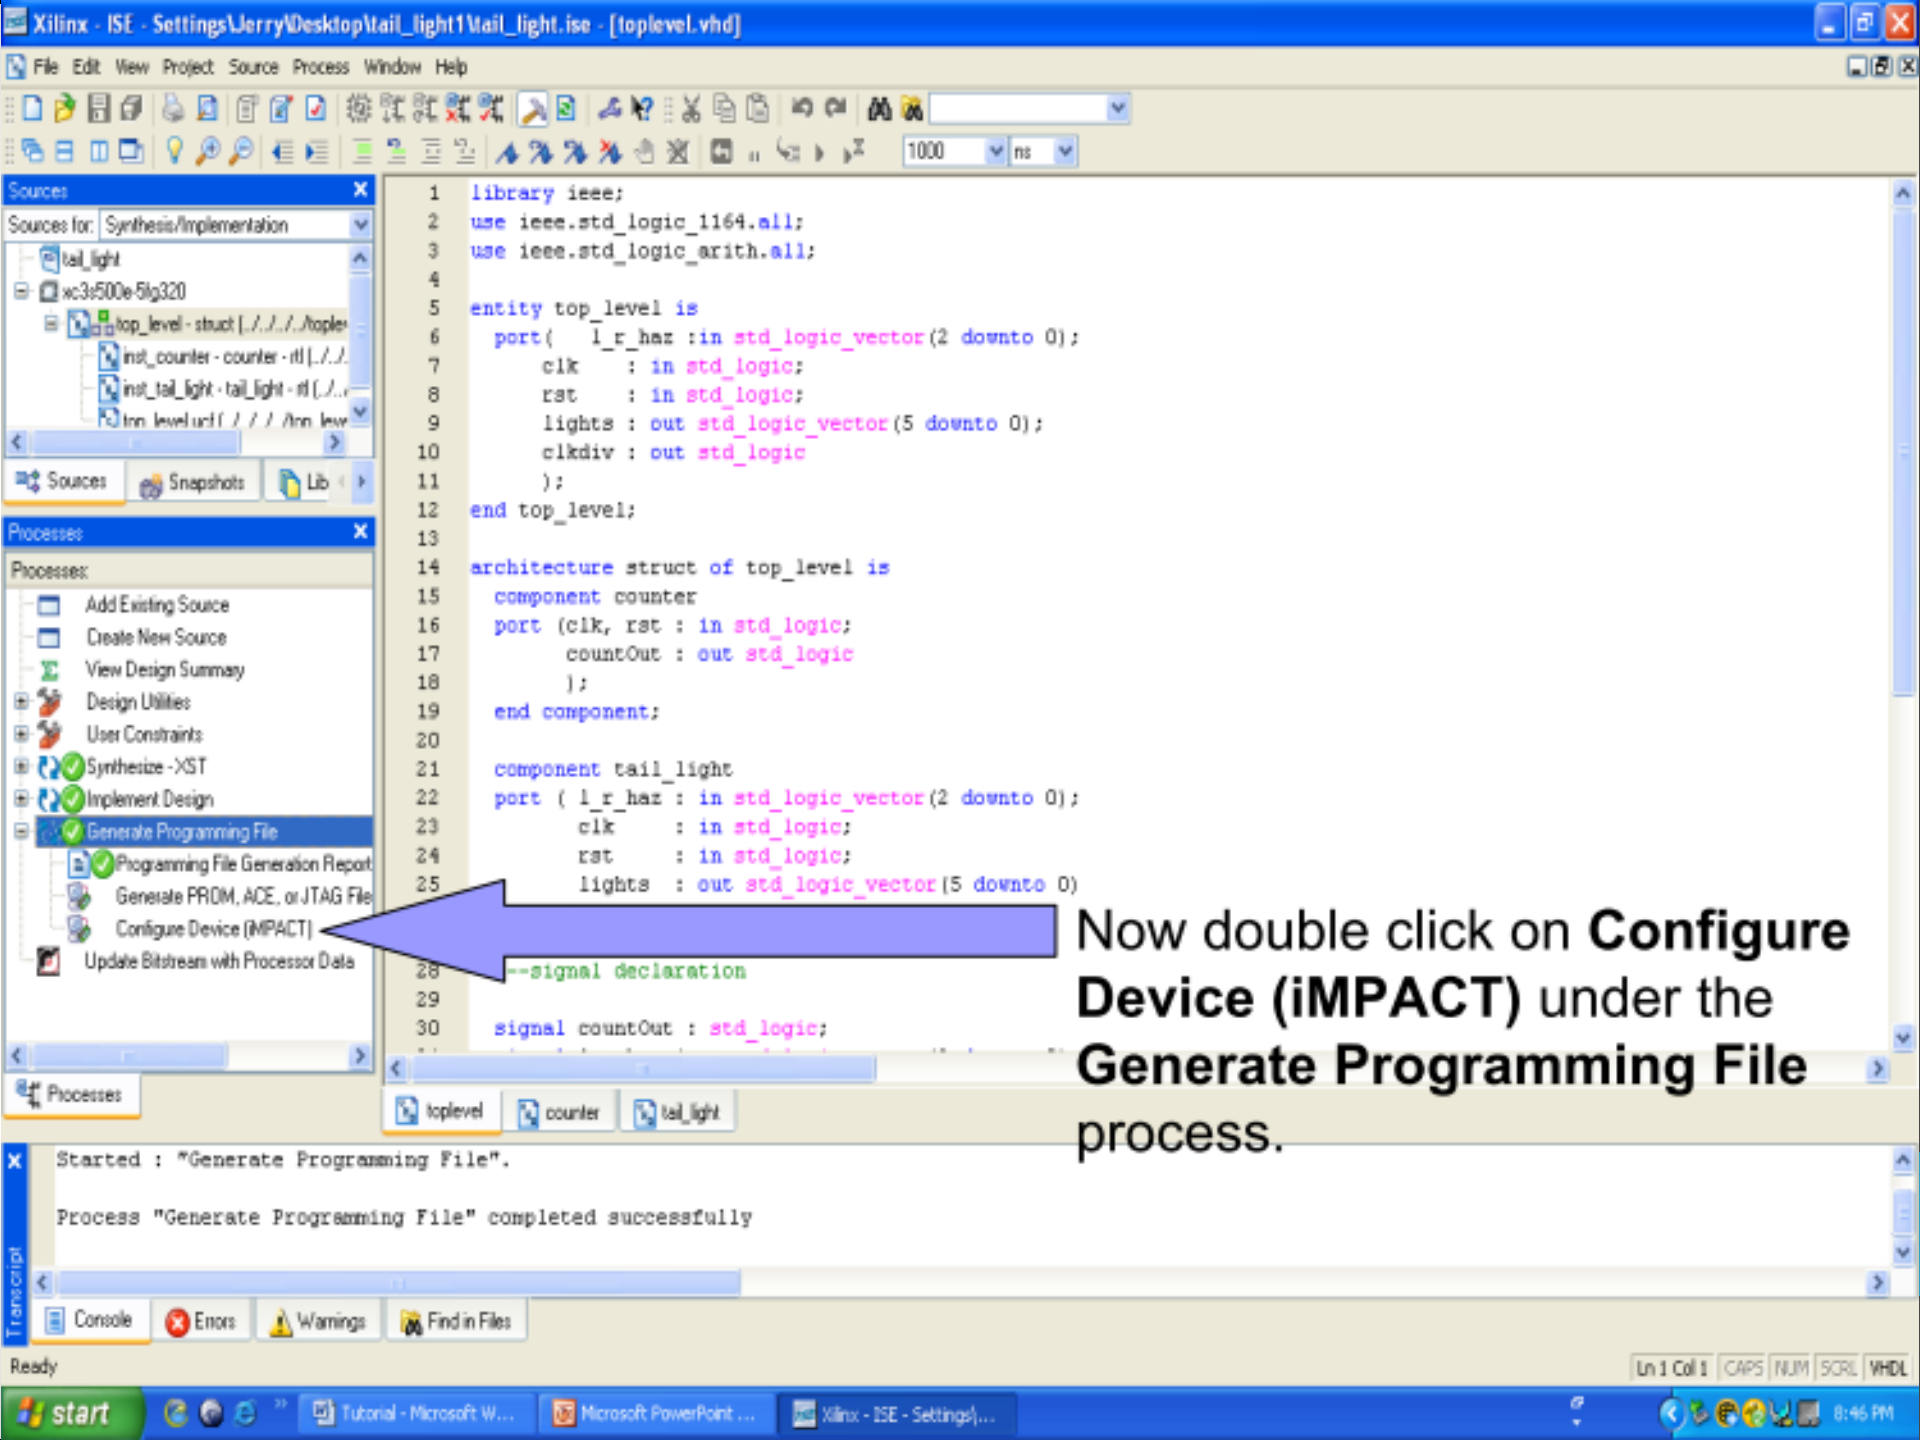 Xilinx - ISE - Settings\Jerry\Desktop\tail_light1\tail_light.ise - [toplevel.vhd]
File Edit View Project Source Process Window Help
1000 ns
Sources
Sources for: Synthesis/Implementation
tail_light
xc3s500e-5fg320
top_level - struct (../../../../toplev
inst_counter - counter - rtl (../../.
inst_tail_light - tail_light - rtl (../..
Sources Snapshots Lib
Processes
Processes:
Add Existing Source
Create New Source
View Design Summary
Design Utilities
User Constraints
Synthesize - XST
Implement Design
Generate Programming File
Programming File Generation Report
Generate PROM, ACE, or JTAG File
Configure Device (iMPACT)
Update Bitstream with Processor Data
Processes
1 library ieee;
2 use ieee.std_logic_1164.all;
3 use ieee.std_logic_arith.all;
4
5 entity top_level is
6 port( l_r_haz :in std_logic_vector(2 downto 0);
7 clk : in std_logic;
8 rst : in std_logic;
9 lights : out std_logic_vector(5 downto 0);
10 clkdiv : out std_logic
11 );
12 end top_level;
13
14 architecture struct of top_level is
15 component counter
16 port (clk, rst : in std_logic;
17 countOut : out std_logic
18 );
19 end component;
20
21 component tail_light
22 port ( l_r_haz : in std_logic_vector(2 downto 0);
23 clk : in std_logic;
24 rst : in std_logic;
25 lights : out std_logic_vector(5 downto 0)
28 --signal declaration
29
30 signal countOut : std_logic;
toplevel counter tail_light
Now double click on Configure
Device (iMPACT) under the
Generate Programming File
process.
Started : "Generate Programming File".
Process "Generate Programming File" completed successfully
Transcript
Console Errors Warnings Find in Files
Ready
Ln 1 Col 1 CAPS NUM SCRL VHDL
start
Tutorial - Microsoft W...
Microsoft PowerPoint ...
Xilinx - ISE - Settings\...
8:46 PM